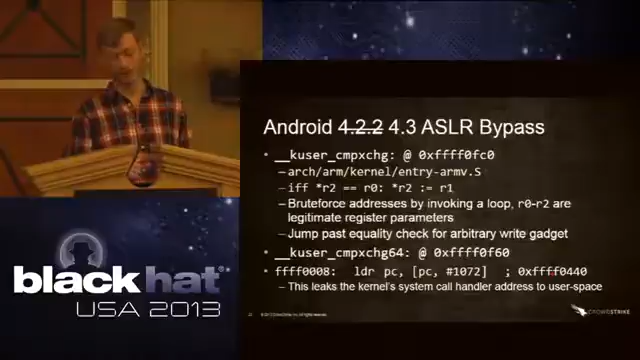 Android 4.2.2 4.3 ASLR Bypass
• __kuser_cmpxchg: @ 0xffff0fc0
– arch/arm/kernel/entry-armv.S
– iff *r2 == r0: *r2 := r1
– Bruteforce addresses by invoking a loop, r0-r2 are
legitimate register parameters
– Jump past equality check for arbitrary write gadget
• __kuser_cmpxchg64: @ 0xffff0f60
• ffff0008: ldr pc, [pc, #1072] ; 0xffff0440
– This leaks the kernel's system call handler address to user-space
CROWDSTRIKE
black hat
USA 2013